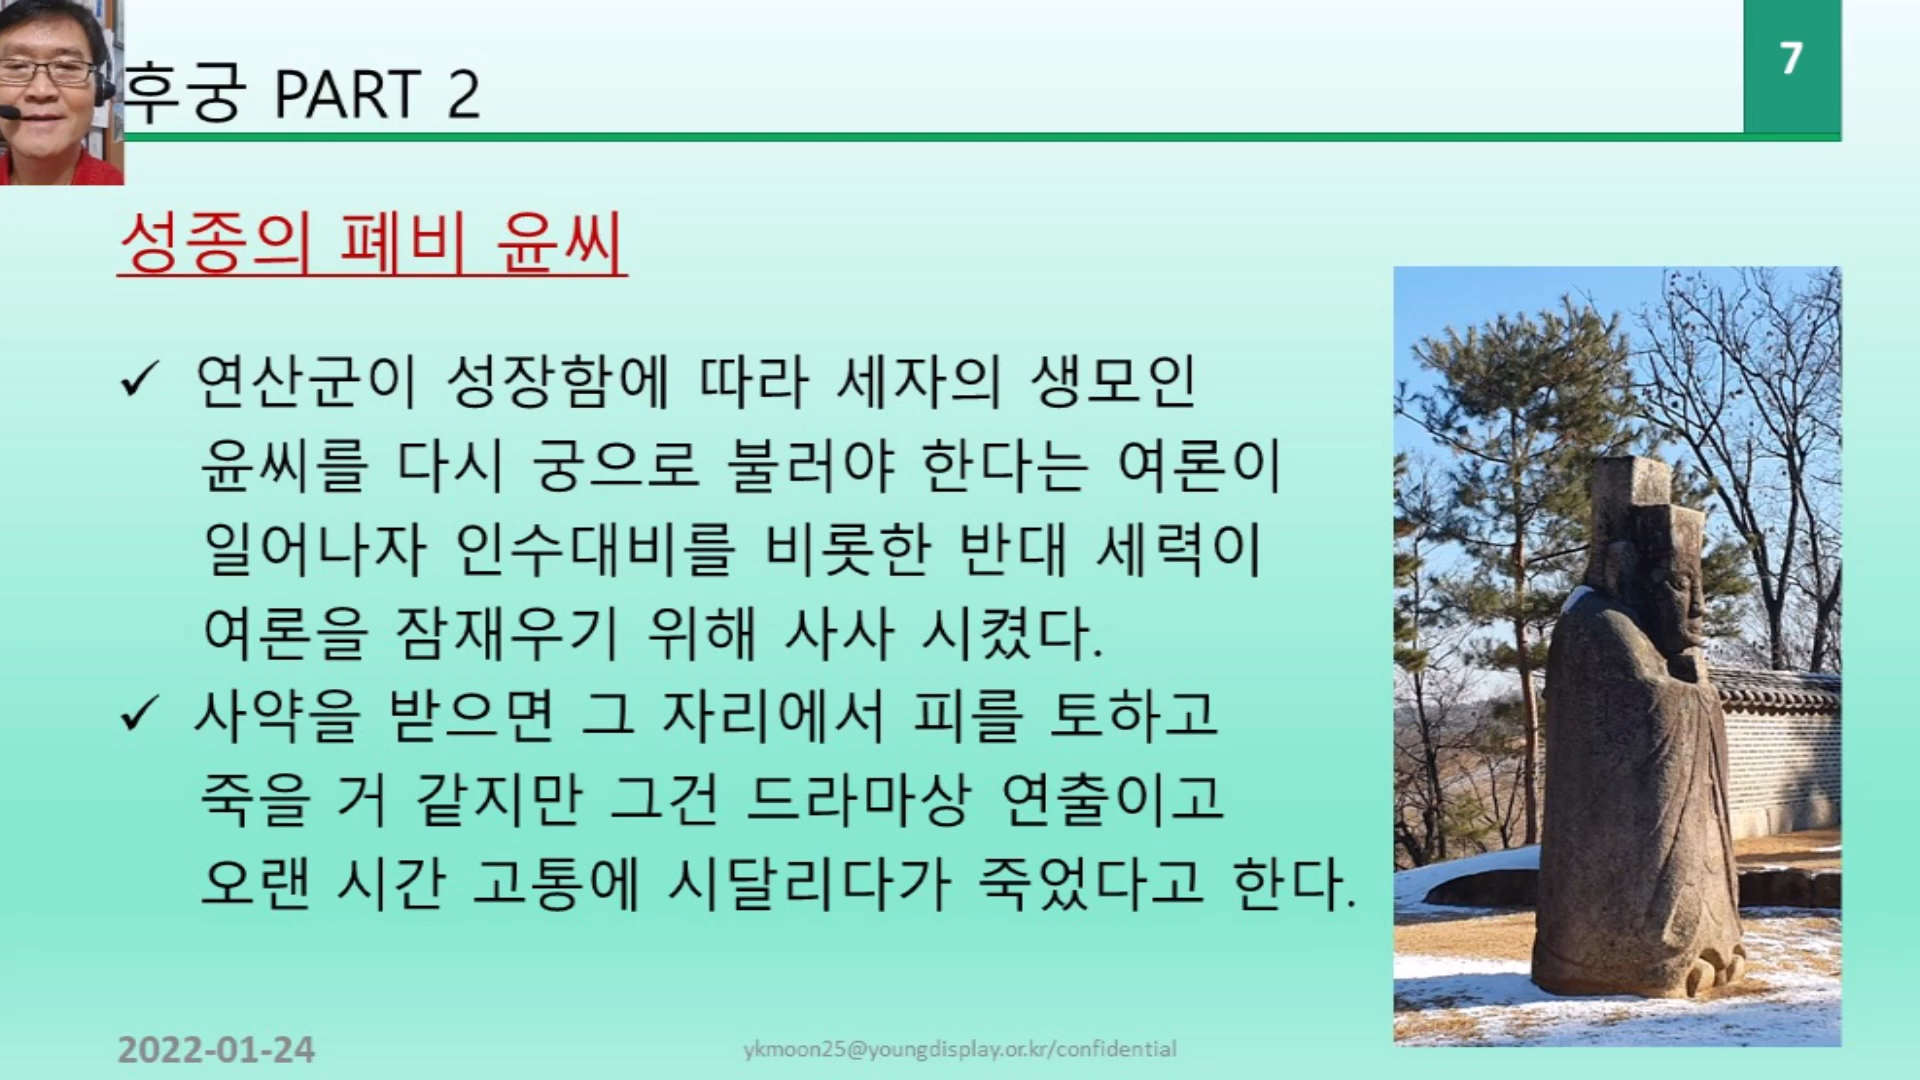 후궁 PART 2
7
성종의 폐비 윤씨
✓ 연산군이 성장함에 따라 세자의 생모인
윤씨를 다시 궁으로 불러야 한다는 여론이
일어나자 인수대비를 비롯한 반대 세력이
여론을 잠재우기 위해 사사 시켰다.
✓ 사약을 받으면 그 자리에서 피를 토하고
죽을 거 같지만 그건 드라마상 연출이고
오랜 시간 고통에 시달리다가 죽었다고 한다.
2022-01-24
ykmoon25@youngdisplay.or.kr/confidential